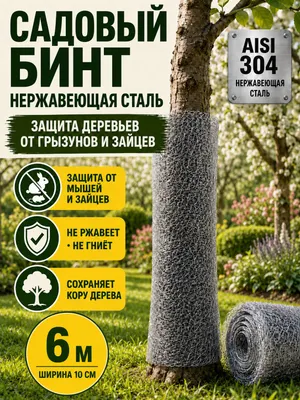 САДОВЫЙ
БИНТ
НЕРЖАВЕЮЩАЯ СТАЛЬ
ЗАЩИТА ДЕРЕВЬЕВ
ОТ ГРЫЗУНОВ И ЗАЙЦЕВ
AISI
304
НЕРЖАВЕЮЩАЯ
СТАЛЬ
ЗАЩИТА ОТ
МЫШЕЙ
И ЗАЙЦЕВ
НЕ РЖАВЕЕТ
• НЕ ГНИЁТ
СОХРАНЯЕТ
КОРУ ДЕРЕВА
6 м
ШИРИНА 10 СМ